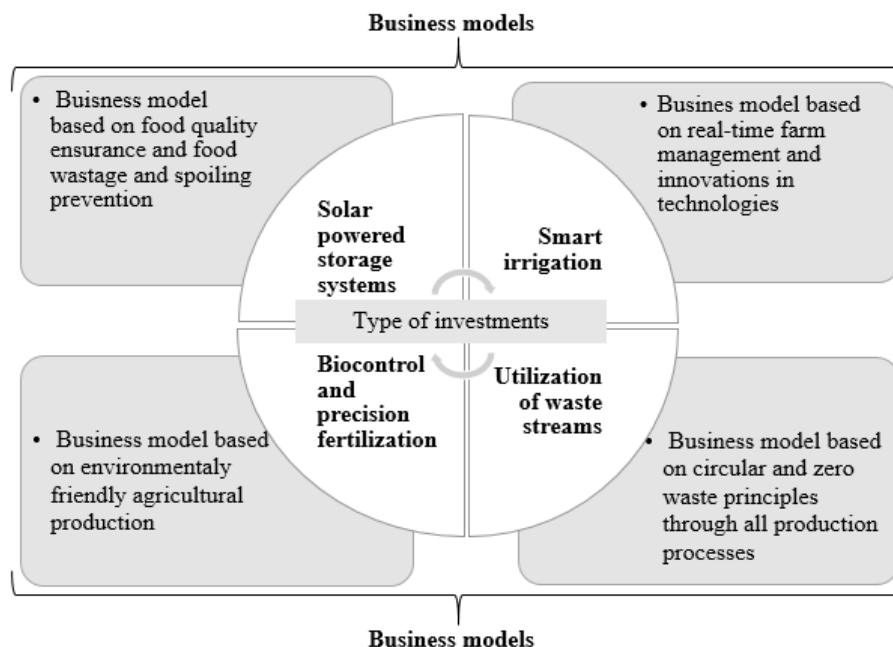 Business models
• Buisness model
based on food quality
ensurance and food
wastage and spoiling
prevention
• Busines model based
on real-time farm
management and
innovations in
technologies
Solar
powered
storage
systems
Smart
irrigation
Type of investments
Biocontrol
and
precision
fertilization
Utilization
of waste
streams
• Business model based
on environmentaly
friendly agricultural
production
• Business model based
on circular and zero
waste principles
through all production
processes
Business models